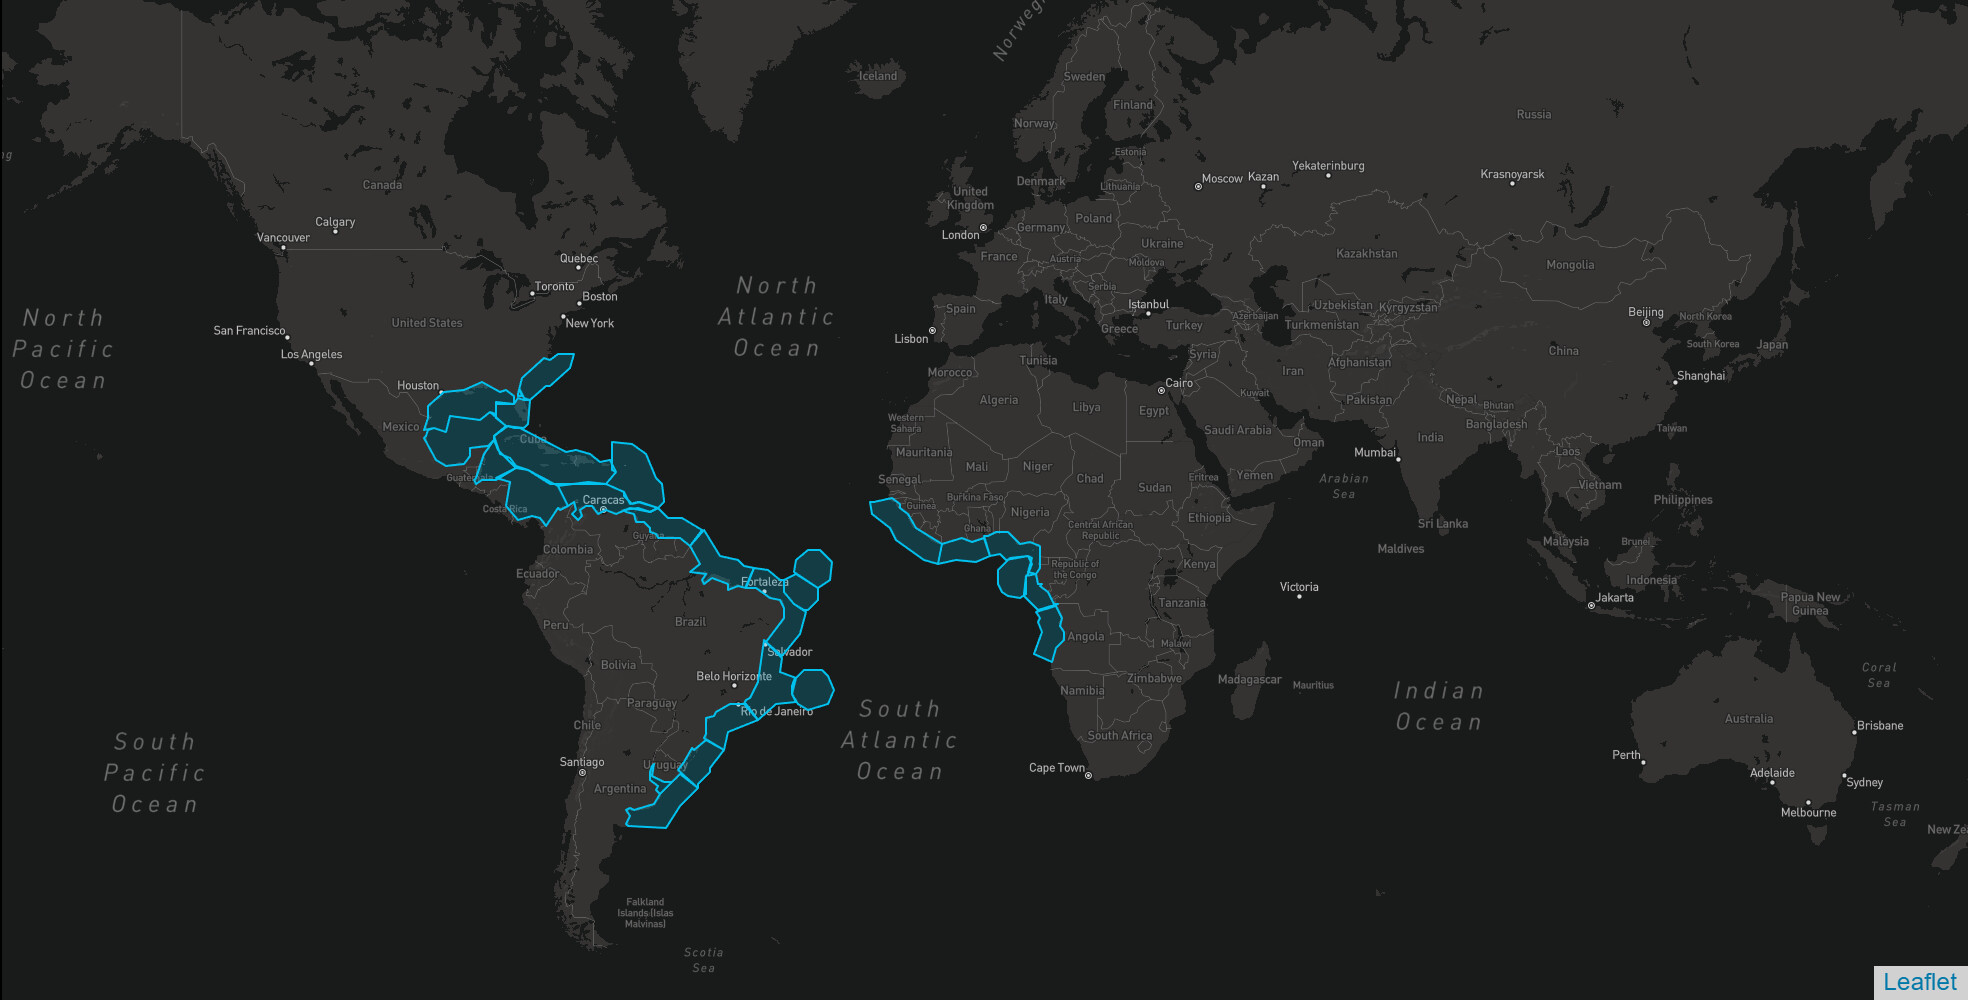 Norwegi
Iceland
Sweden
Finland
Norway
Russia
Estonia
Yekaterinburg
Krasnoyarsk
Moscow
Kazan
Canada
Denmark
Lithuania
United
Kingdom
Poland
Calgary
Vancouver
London
Germany
Ukraine
Quebec
France
Austria
Moldova
Kazakhstan
Mongolia
Toronto
Boston
North
Atlantic
Ocean
Serbia
Italy
Istanbul
Spain
Uzbekistan
Kyrgyzstan
Beijing
North Korea
North
Pacific
Ocean
San Francisco
United States
New York
Lisbon
Greece
Turkey
Azerbaijan
Turkmenistan
South Korea
Japan
China
Los Angeles
Tunisia
Syria
Afghanistan
Iran
Morocco
Shanghai
Houston
Cairo
Kuwait
Algeria
Libya
Egypt
Pakistan
Nepal
Bhutan
Bangladesh
Western
Sahara
Mexico
Cuba
Saudi Arabia
Oman
India
Taiwan
Mauritania
Mumbai
Laos
Mali
Niger
Chad
Yemen
Eritrea
Arabian
Sea
Guatemala
Senegal
Sudan
Vietnam
Philippines
Caracas
Costa Rica
Guinea
Burkina Faso
Nigeria
Ghana
Central African
Republic
Ethiopia
Sri Lanka
Guyana
Colombia
Maldives
Malaysia
Brunei
Ecuador
Fortaleza
Republic of
the Congo
Kenya
Victoria
Indonesia
Jakarta
Papua New
Guinea
Tanzania
Peru
Brazil
Angola
Malawi
Salvador
Bolivia
Belo Horizonte
Zimbabwe
Madagascar
Mauritius
Coral
Sea
Namibia
Indian
Ocean
Paraguay
Rio de Janeiro
South
Atlantic
Ocean
Chile
Australia
Brisbane
South Africa
South
Pacific
Ocean
Santiago
Uruguay
Cape Town
Perth
Adelaide
Sydney
Argentina
Melbourne
Tasman
Sea
New Zea
Falkland
Islands (Islas
Malvinas)
Scotia
Sea
Leaflet